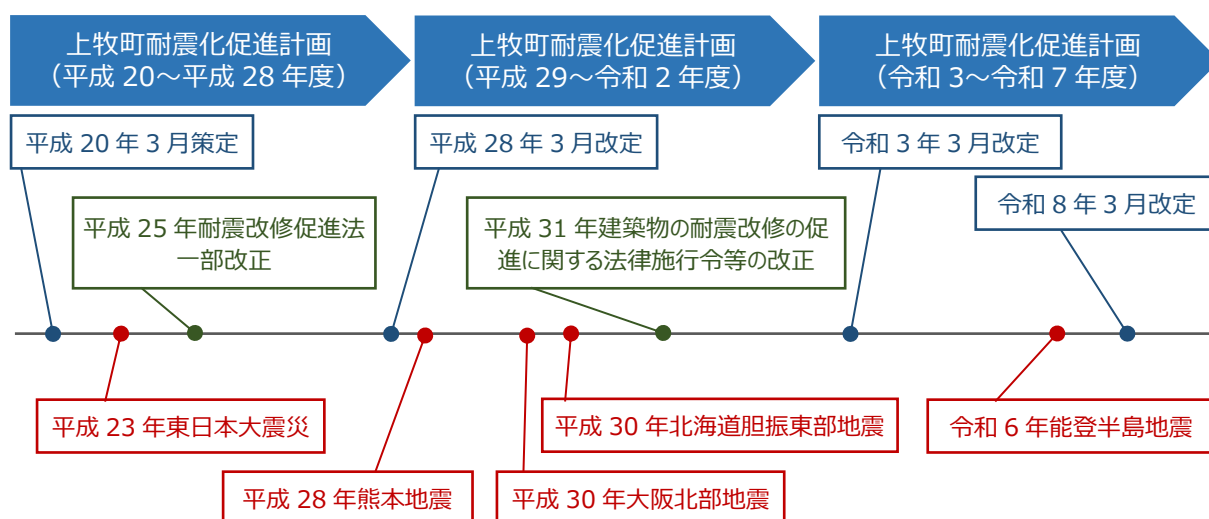 上牧町耐震化促進計画
（平成 20～平成 28 年度）
上牧町耐震化促進計画
（平成 29～令和 2 年度）
上牧町耐震化促進計画
（令和 3～令和 7 年度）
平成 20 年 3 月策定
平成 28 年 3 月改定
令和 3 年 3 月改定
令和 8 年 3 月改定
平成 25 年耐震改修促進法
一部改正
平成 31 年建築物の耐震改修の促
進に関する法律施行令等の改正
平成 23 年東日本大震災
平成 30 年北海道胆振東部地震
令和 6 年能登半島地震
平成 28 年熊本地震
平成 30 年大阪北部地震